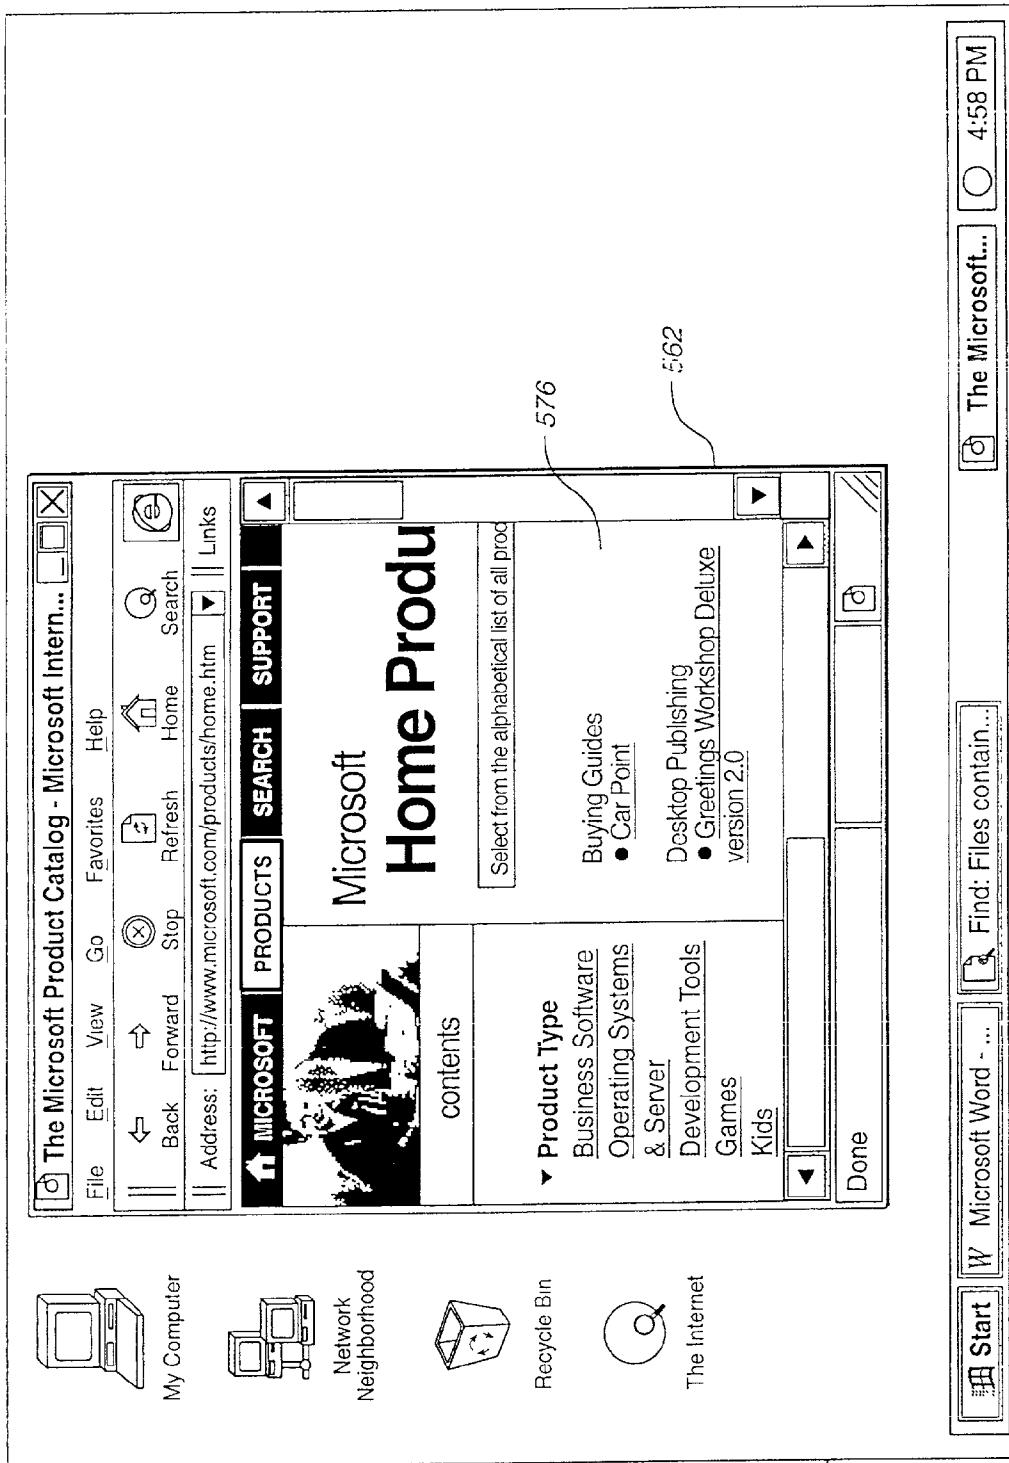 The Microsoft Product Catalog - Microsoft Intern...
File Edit View Go Favorites Help
Back Forward Stop Refresh Home Search
Address: http://www.microsoft.com/products/home.htm Links
MICROSOFT PRODUCTS SEARCH SUPPORT
contents
Product Type
Business Software
Operating Systems
& Server
Development Tools
Games
Kids
Microsoft
Home Produ
Select from the alphabetical list of all prod
Buying Guides
• Car Point
Desktop Publishing
• Greetings Workshop Deluxe
version 2.0
Done
576
562
My Computer
Network
Neighborhood
Recycle Bin
The Internet
Start
W Microsoft Word - ...
Find: Files contain...
The Microsoft...
4:58 PM